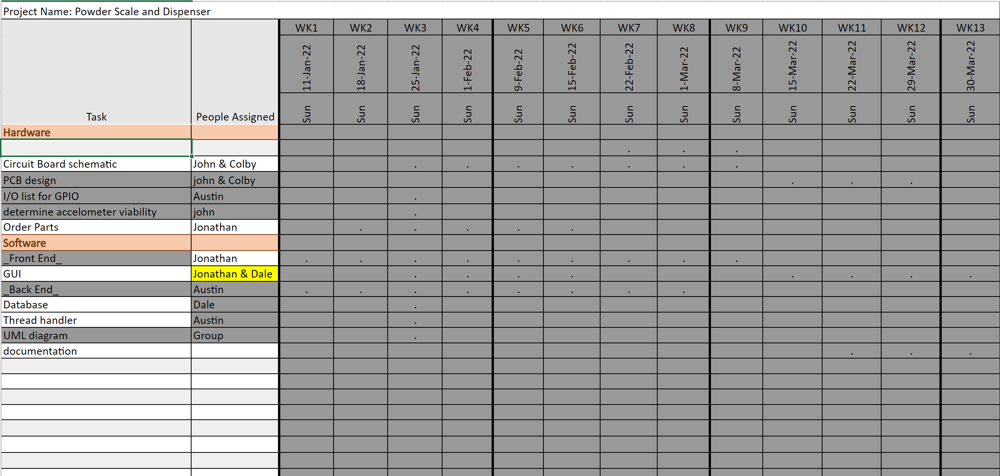 Project Name: Powder Scale and Dispenser
WK1 WK2 WK3 WK4 WK5 WK6 WK7 WK8 WK9 WK10 WK11 WK12 WK13
11-Jan-22 18-Jan-22 25-Jan-22 1-Feb-22 9-Feb-22 15-Feb-22 22-Feb-22 1-Mar-22 8-Mar-22 15-Mar-22 22-Mar-22 29-Mar-22 30-Mar-22
Task People Assigned Sun Sun Sun Sun Sun Sun Sun Sun Sun Sun Sun Sun Sun
Hardware
. . .
Circuit Board schematic John & Colby . . . . . . .
PCB design john & Colby . . .
I/O list for GPIO Austin .
determine accelometer viability john .
Order Parts Jonathan . . . . .
Software
_Front End_ Jonathan . . . . . . . . .
GUI Jonathan & Dale . . . . . . . .
_Back End_ Austin . . . . . . . .
Database Dale .
Thread handler Austin .
UML diagram Group .
documentation . . .